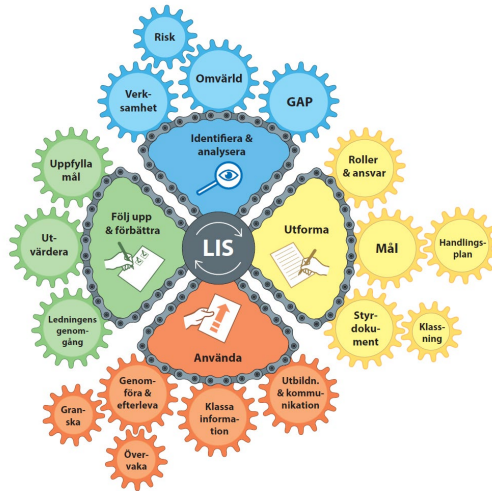 Risk
Omvärld
Verk-
samhet
GAP
Identifiera &
analysera
Uppfylla
mål
Roller
& ansvar
Följ upp
& förbättra
LIS
Utforma
Ut-
värdera
Mål
Handlings-
plan
Ledningens
genom-
gång
Styr-
doku-
ment
Klass-
ning
Använda
Genom-
föra &
efterleva
Utbildn.
& kommu-
nikation
Gran-
ska
Klassa
informa-
tion
Över-
vaka